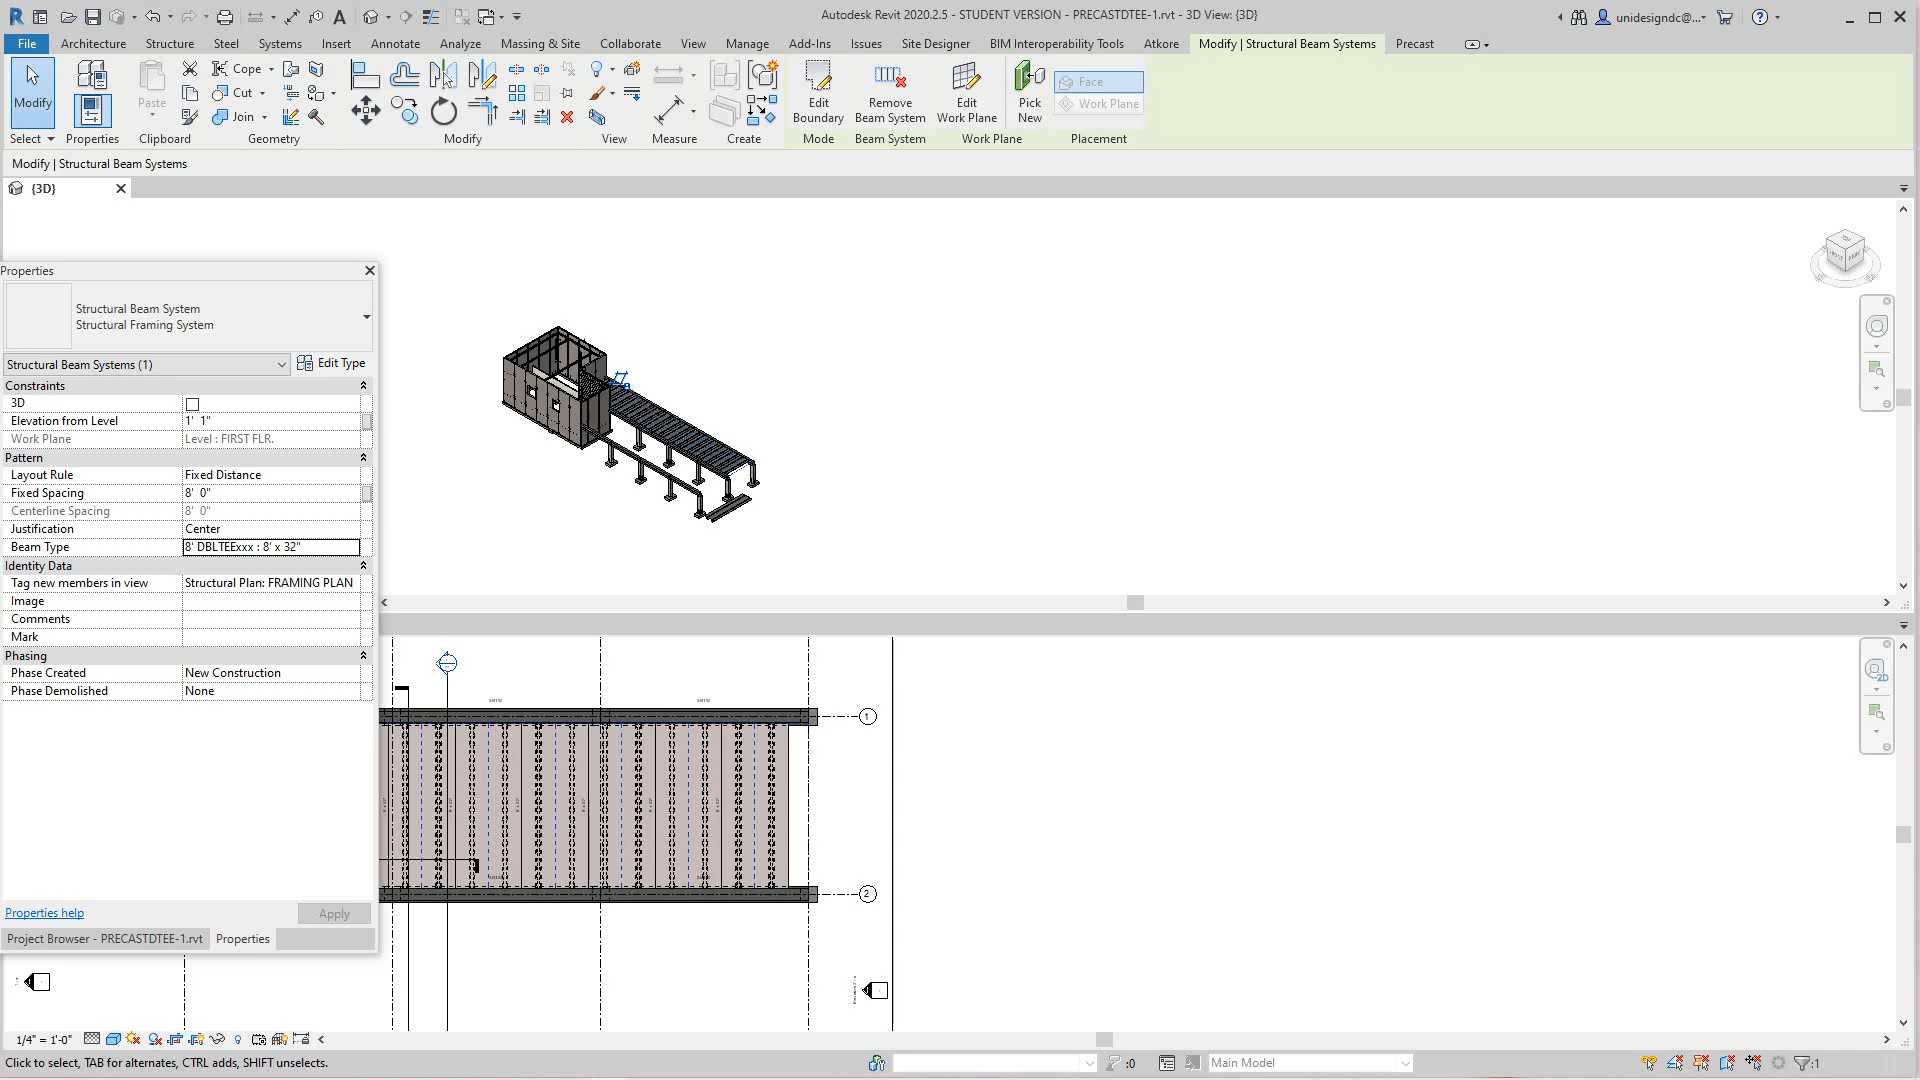 Autodesk Revit 2020.2.5 - STUDENT VERSION - PRECASTDTEE-1.rvt - 3D View: {3D}
unidesigndc@...
File Architecture Structure Steel Systems Insert Annotate Analyze Massing & Site Collaborate View Manage Add-Ins Issues Site Designer BIM Interoperability Tools Atkore Modify | Structural Beam Systems Precast
Modify
Paste
Cope
Cut
Join
Edit Boundary
Remove Beam System
Edit Work Plane
Pick New
Face
Work Plane
Select Properties Clipboard Geometry Modify View Measure Create Mode Beam System Work Plane Placement
Modify | Structural Beam Systems
{3D}
Properties
Structural Beam System
Structural Framing System
Structural Beam Systems (1) Edit Type
Constraints
3D
Elevation from Level 1' 1"
Work Plane Level : FIRST FLR.
Pattern
Layout Rule Fixed Distance
Fixed Spacing 8' 0"
Centerline Spacing 8' 0"
Justification Center
Beam Type 8' DBLTEExxx : 8' x 32"
Identity Data
Tag new members in view Structural Plan: FRAMING PLAN
Image
Comments
Mark
Phasing
Phase Created New Construction
Phase Demolished None
Properties help Apply
Project Browser - PRECASTDTEE-1.rvt Properties
1
2
1/4" = 1'-0"
Click to select, TAB for alternates, CTRL adds, SHIFT unselects.
:0 Main Model :1